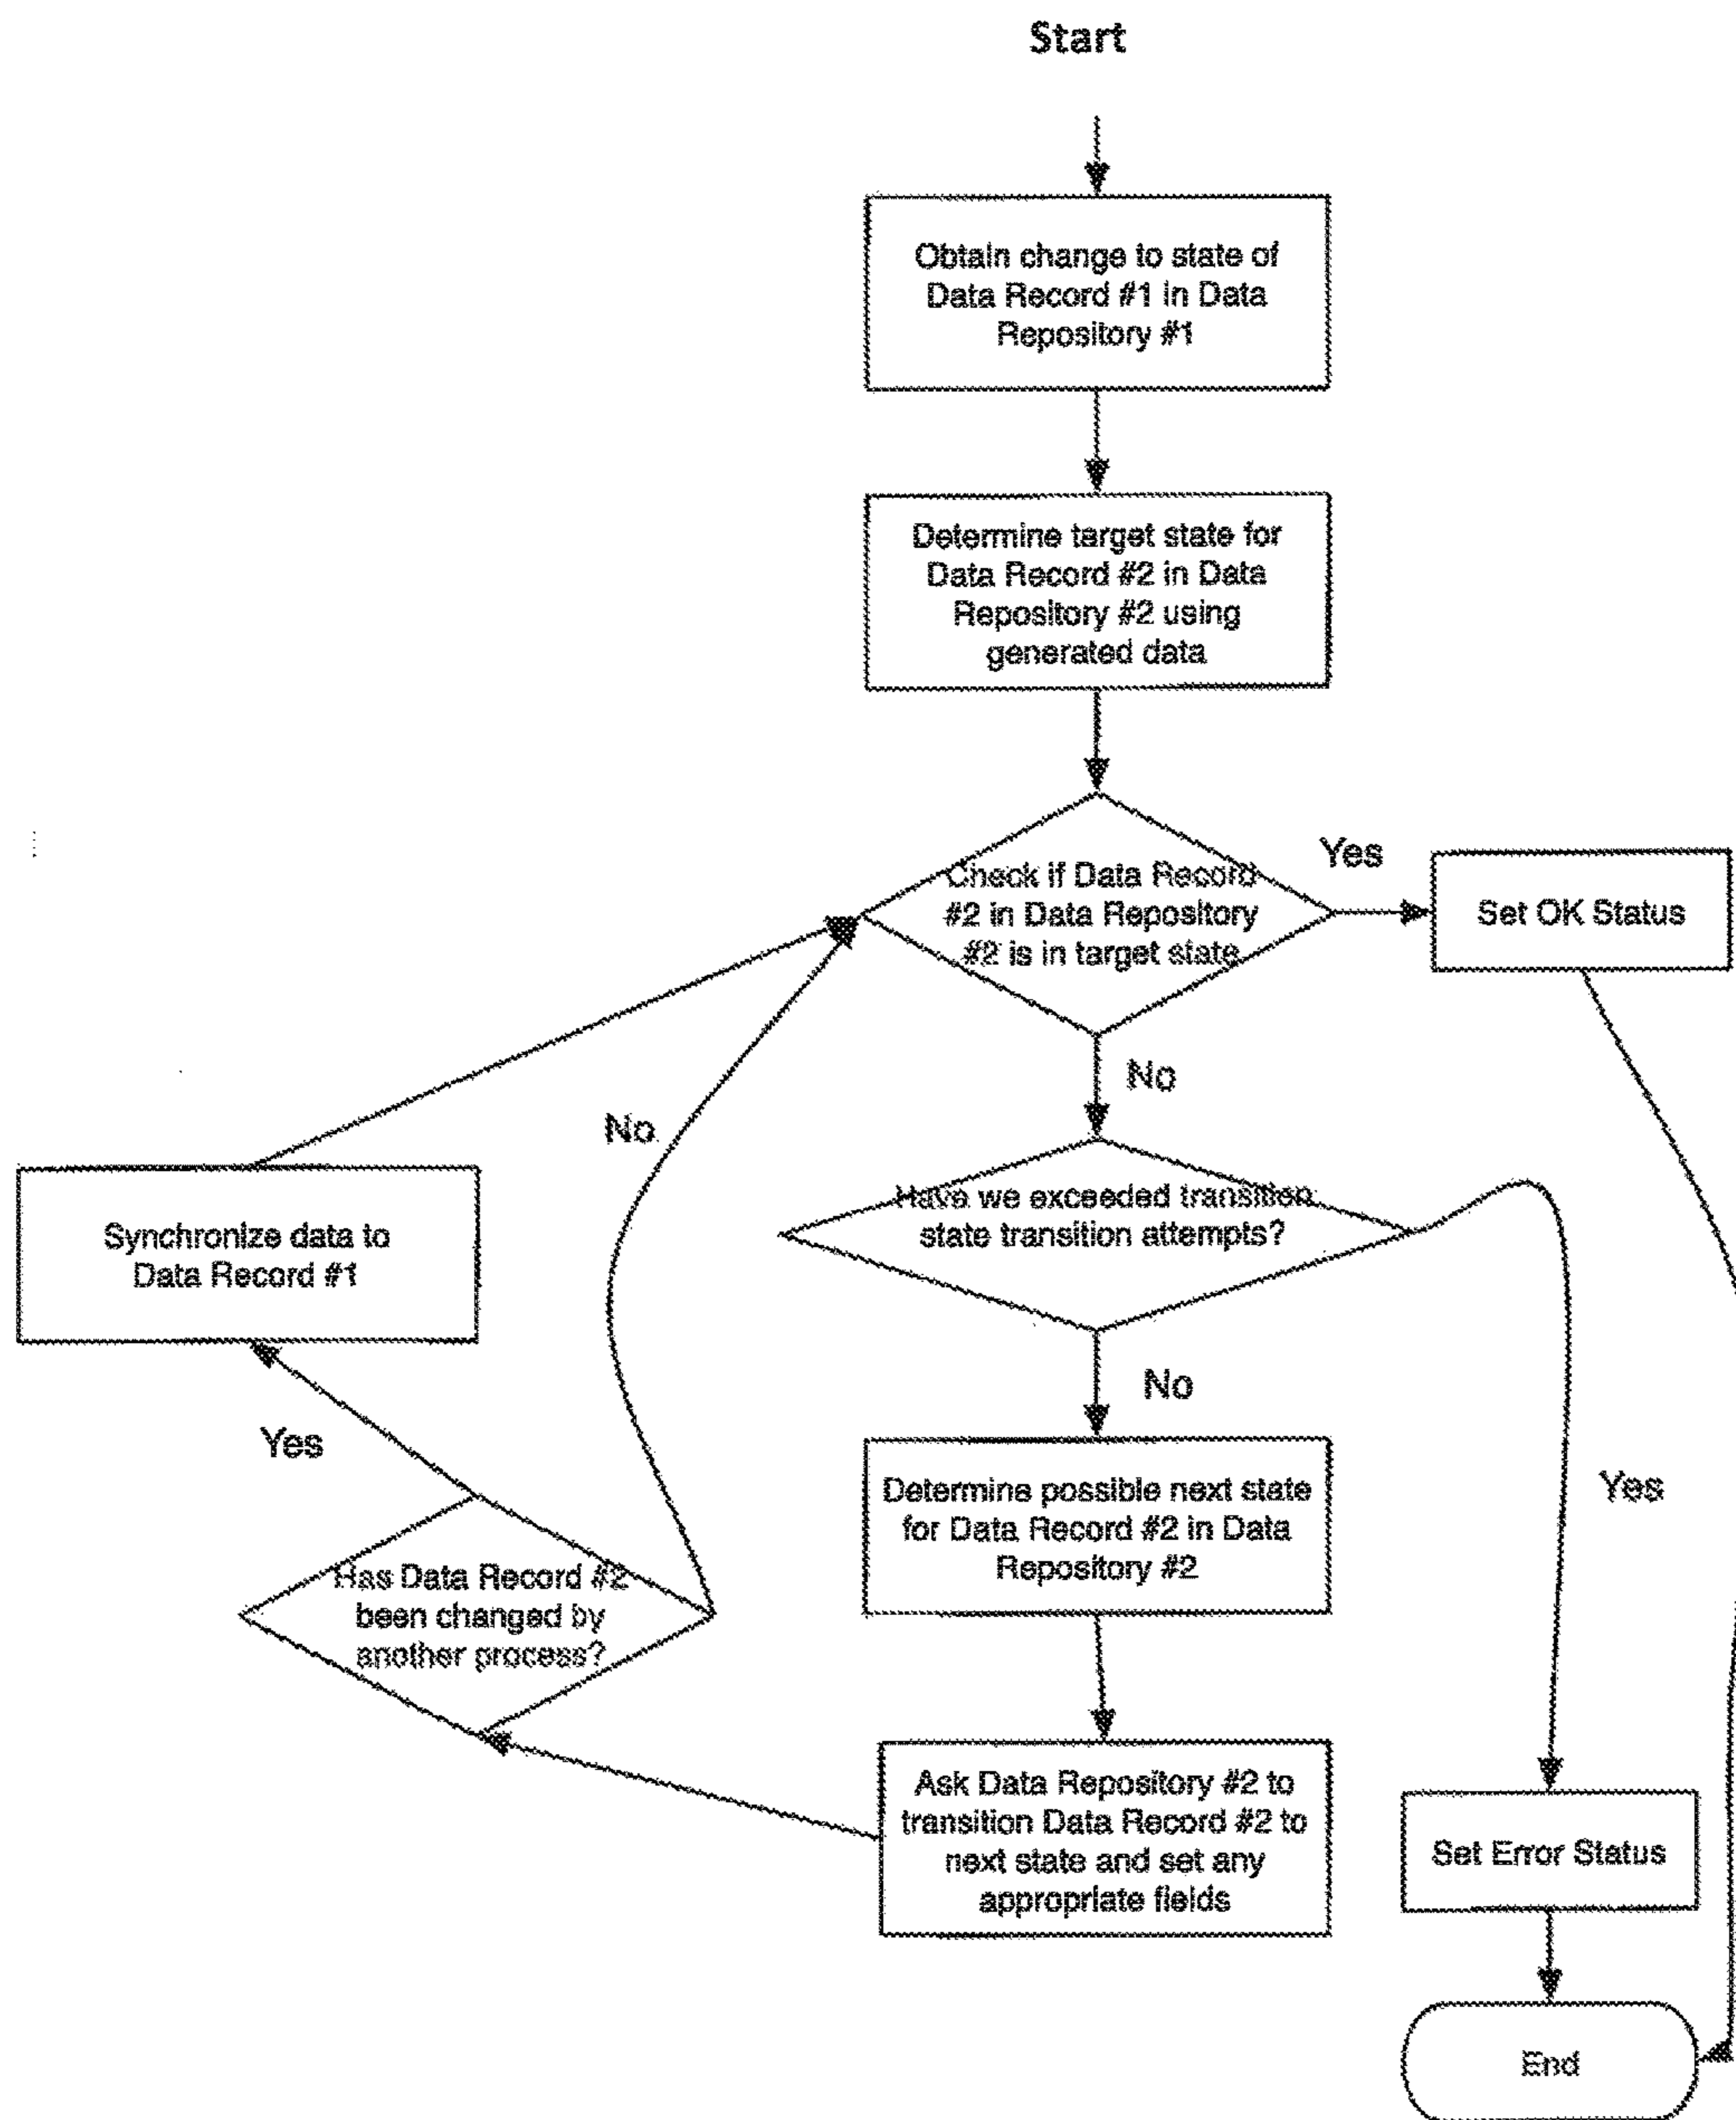 Start
Obtain change to state of
Data Record #1 in Data
Repository #1
Determine target state for
Data Record #2 in Data
Repository #2 using
generated data
Check if Data Record
#2 in Data Repository
#2 is in target state
Yes
Set OK Status
No
Have we exceeded transition
state transition attempts?
No
Synchronize data to
Data Record #1
No
Yes
Determine possible next state
for Data Record #2 in Data
Repository #2
Yes
Has Data Record #2
been changed by
another process?
Ask Data Repository #2 to
transition Data Record #2 to
next state and set any
appropriate fields
Set Error Status
End